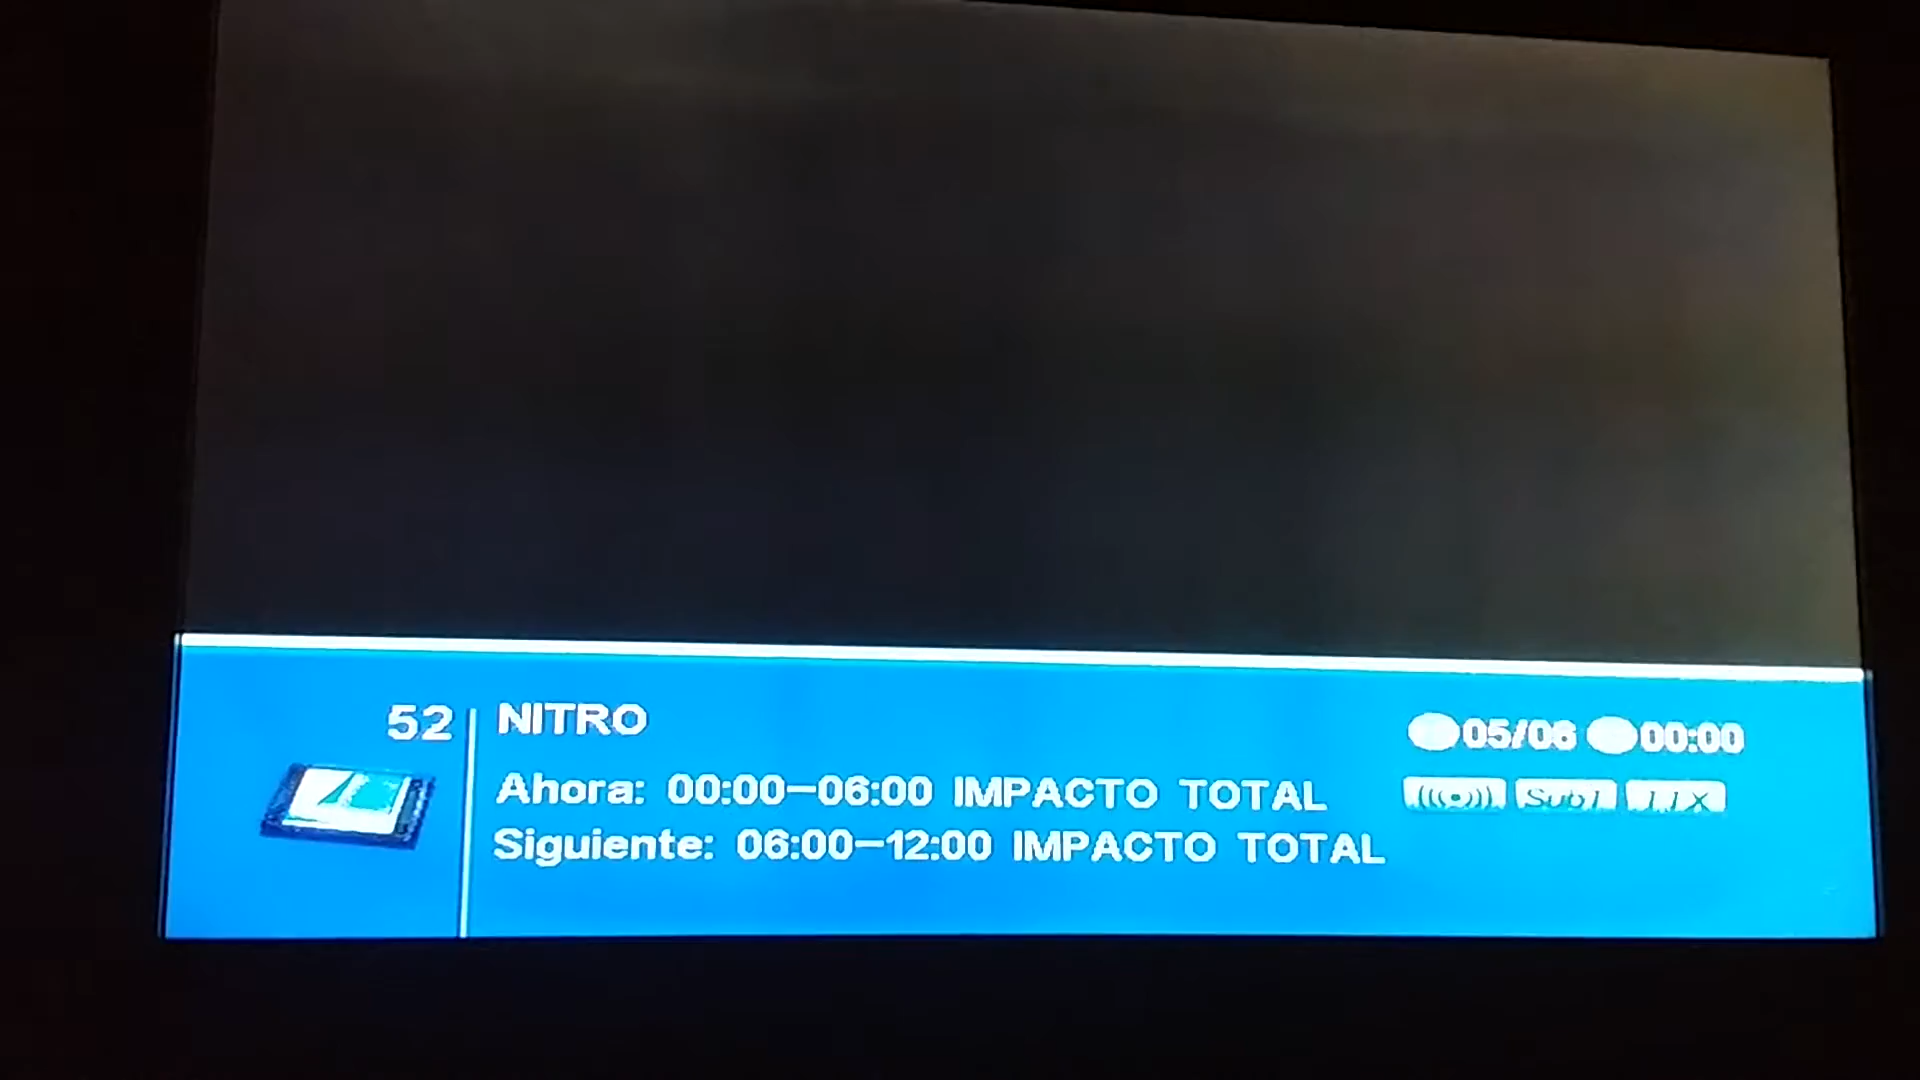 52
NITRO
05/06 00:00
Ahora: 00:00-06:00 IMPACTO TOTAL
Siguiente: 06:00-12:00 IMPACTO TOTAL